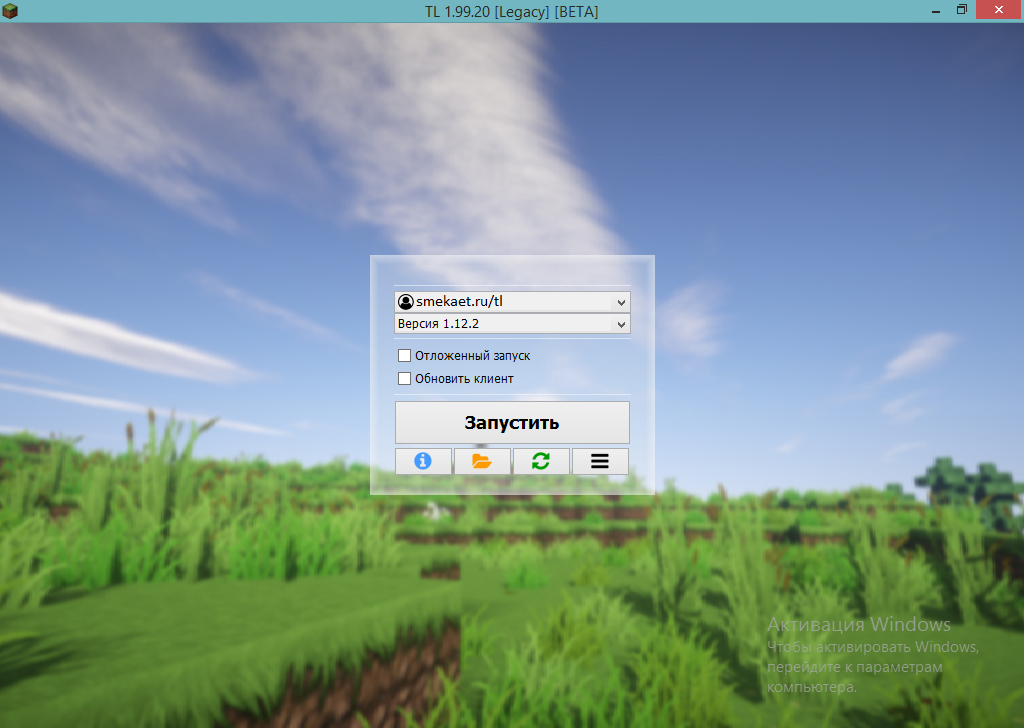 TL 1.99.20 [Legacy] [BETA]
smekaet.ru/tl
Версия 1.12.2
Отложенный запуск
Обновить клиент
Запустить
Активация Windows
Чтобы активировать Windows,
перейдите к параметрам
компьютера.